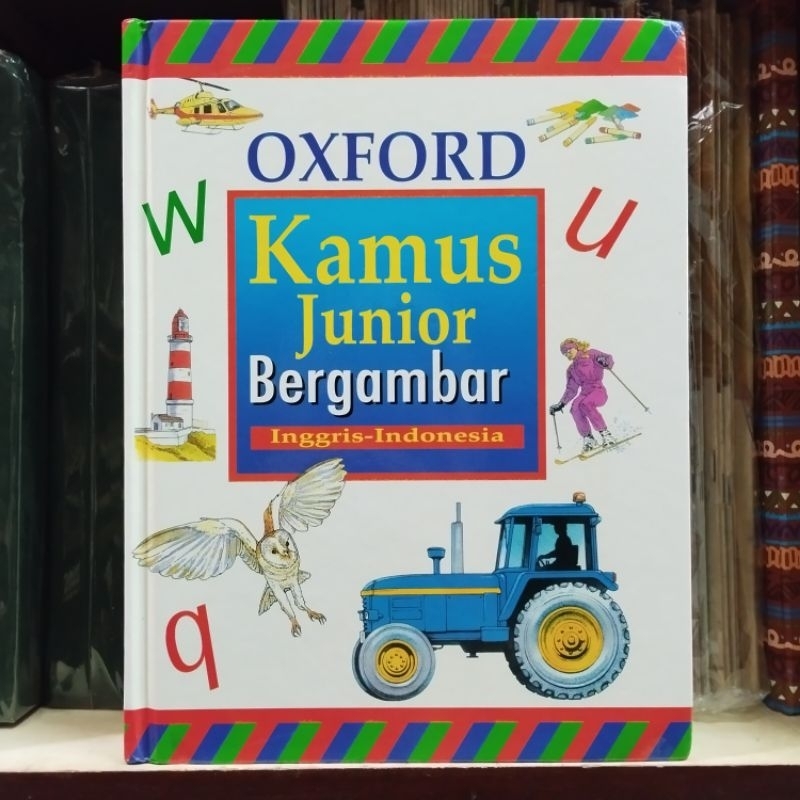 OXFORD
w
u
Kamus
Junior
Bergambar
Inggris-Indonesia
q